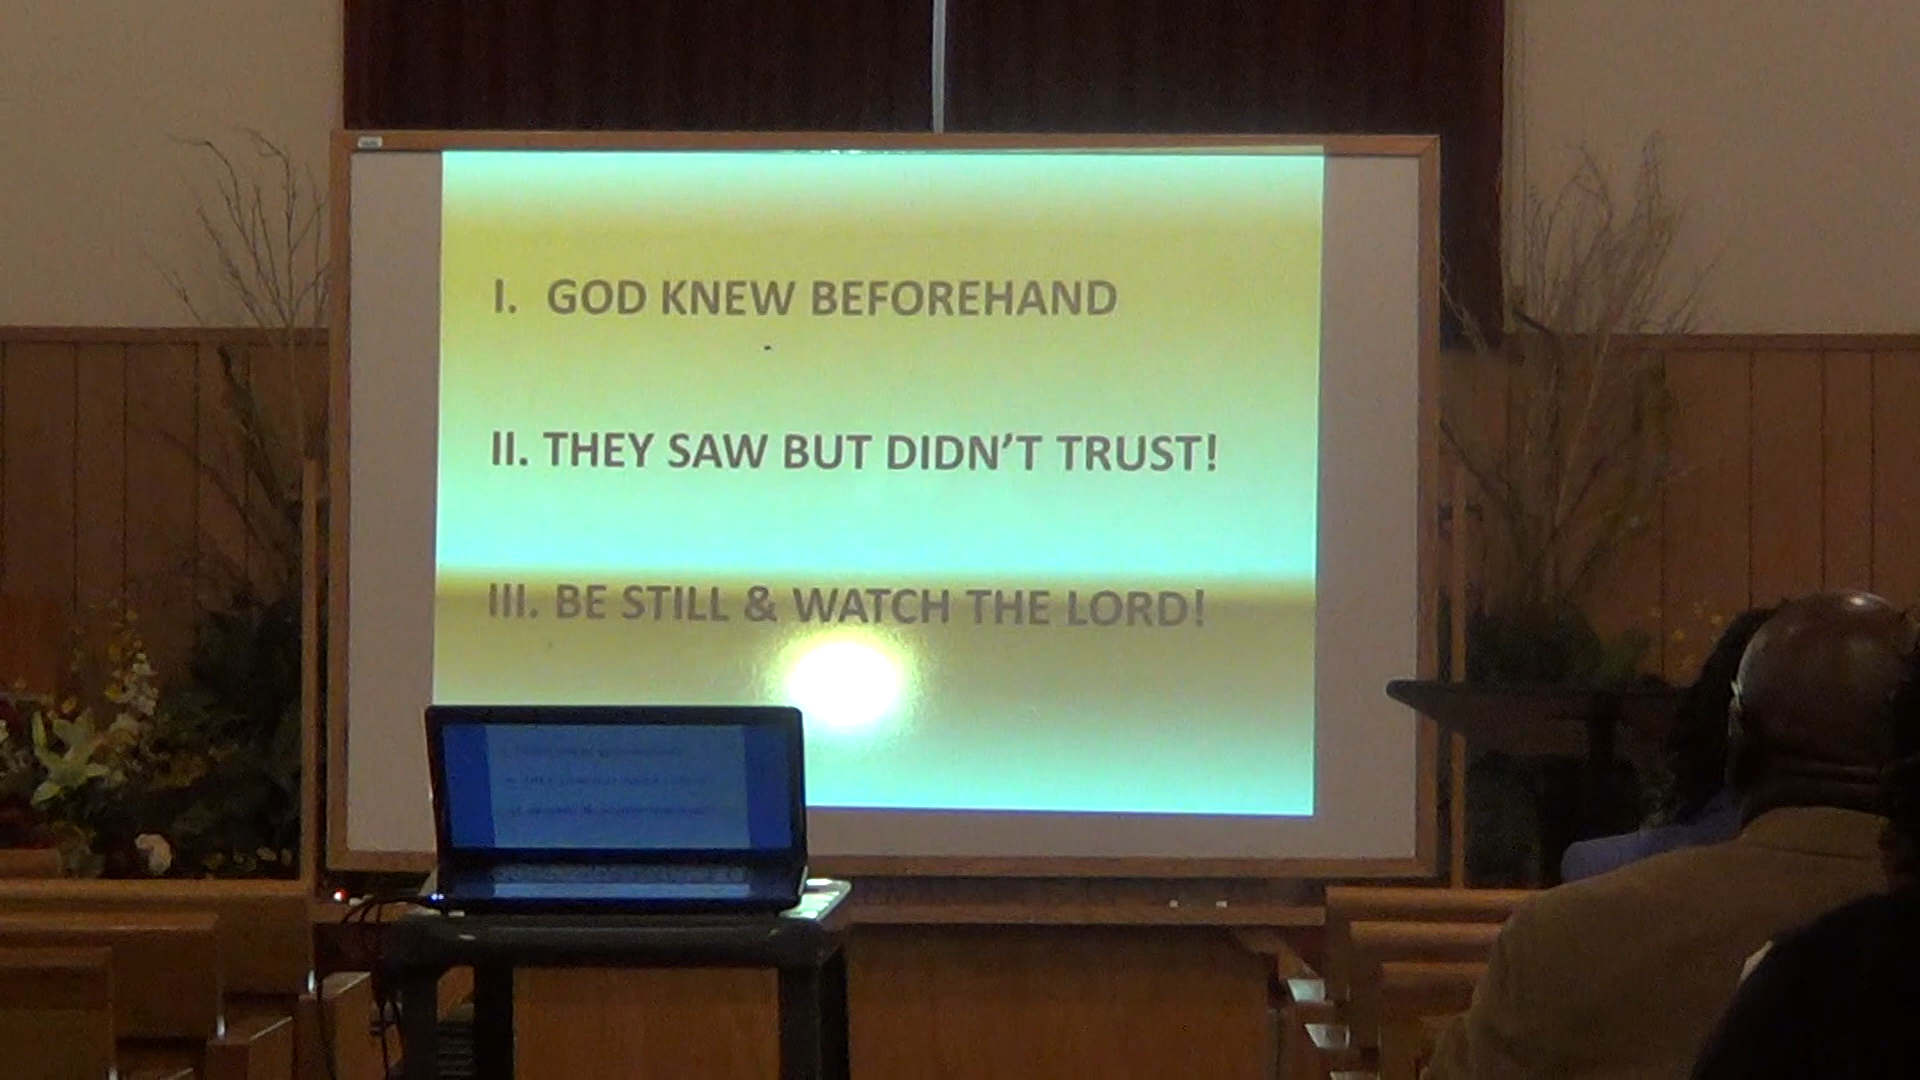 I. GOD KNEW BEFOREHAND
II. THEY SAW BUT DIDN’T TRUST!
III. BE STILL & WATCH THE LORD!